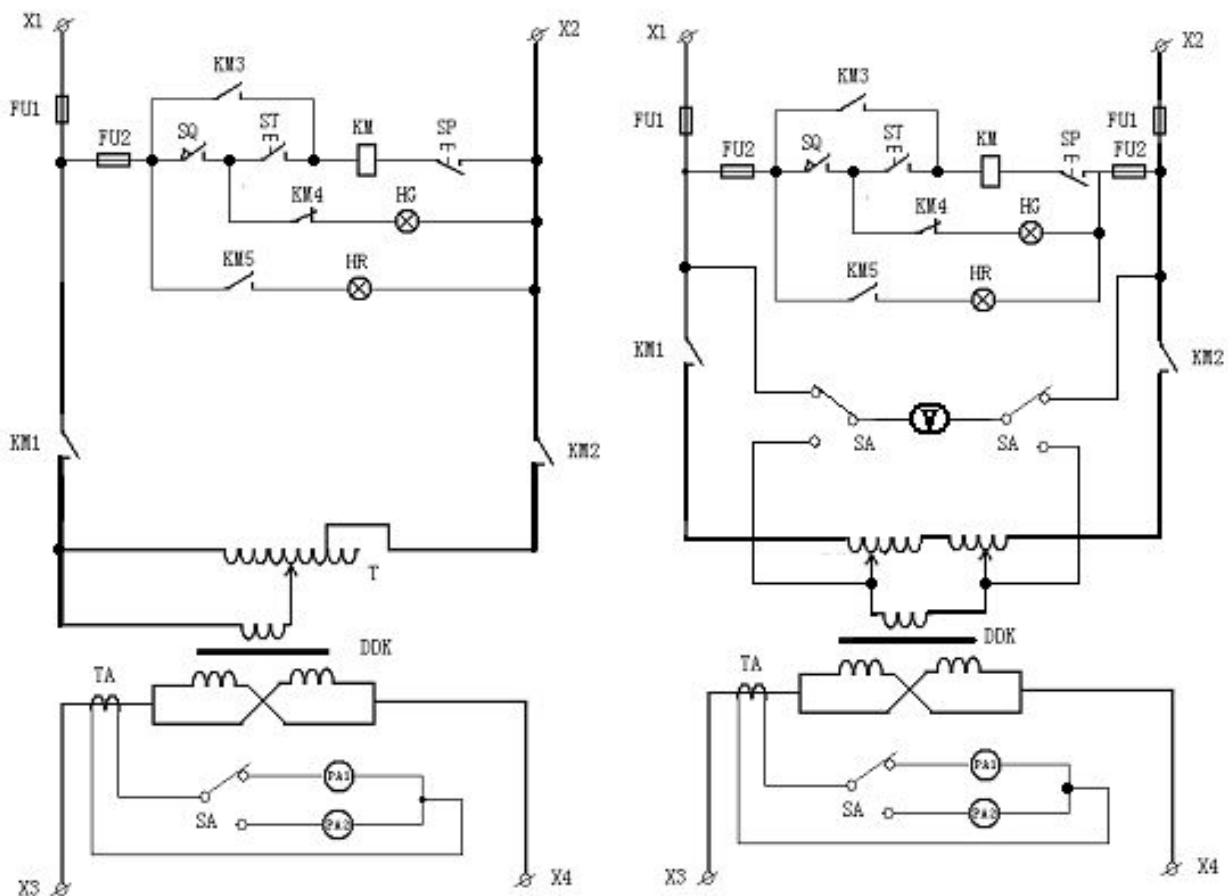 X1
X2
KM3
FU1
FU2
SQ
ST
KM
SP
KM4
HG
KM5
HR
KM1
KM2
T
DDK
TA
PA1
SA
PA2
X3
X4
X1
X2
KM3
FU1
FU1
FU2
SQ
ST
KM
SP
FU2
KM4
HG
KM5
HR
KM1
KM2
V
SA
SA
DDK
TA
PA1
SA
PA2
X3
X4